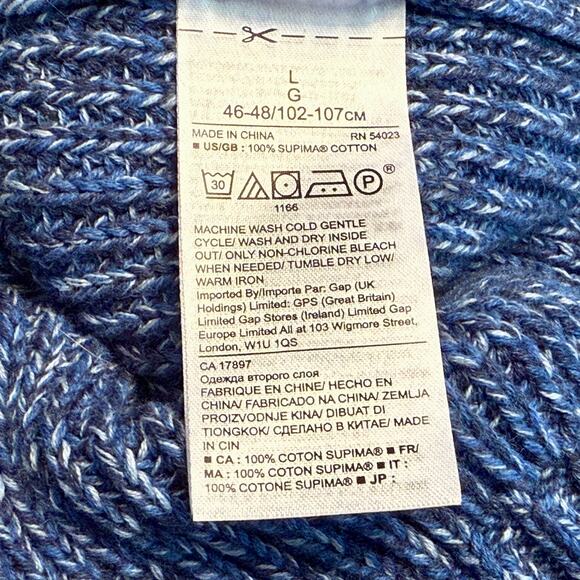 L
G
46-48/102-107CM
MADE IN CHINA RN 54023
■ US/GB : 100% SUPIMA® COTTON
30 P ®
1166
MACHINE WASH COLD GENTLE
CYCLE/ WASH AND DRY INSIDE
OUT/ ONLY NON-CHLORINE BLEACH
WHEN NEEDED/ TUMBLE DRY LOW/
WARM IRON
Imported By/Importe Par: Gap (UK
Holdings) Limited: GPS (Great Britain)
Limited Gap Stores (Ireland) Limited Gap
Europe Limited All at 103 Wigmore Street,
London, W1U 1QS
CA 17897
Одежда второго слоя
FABRIQUE EN CHINE/ HECHO EN
CHINA/ FABRICADO NA CHINA/ ZEMLJA
PROIZVODNJE KINA/ DIBUAT DI
TIONGKOK/ СДЕЛАНО В КИТАЕ/ MADE
IN CIN
■ CA : 100% COTON SUPIMA® ■ FR/
MA : 100% COTON SUPIMA® ■ IT :
100% COTONE SUPIMA® ■ JP :